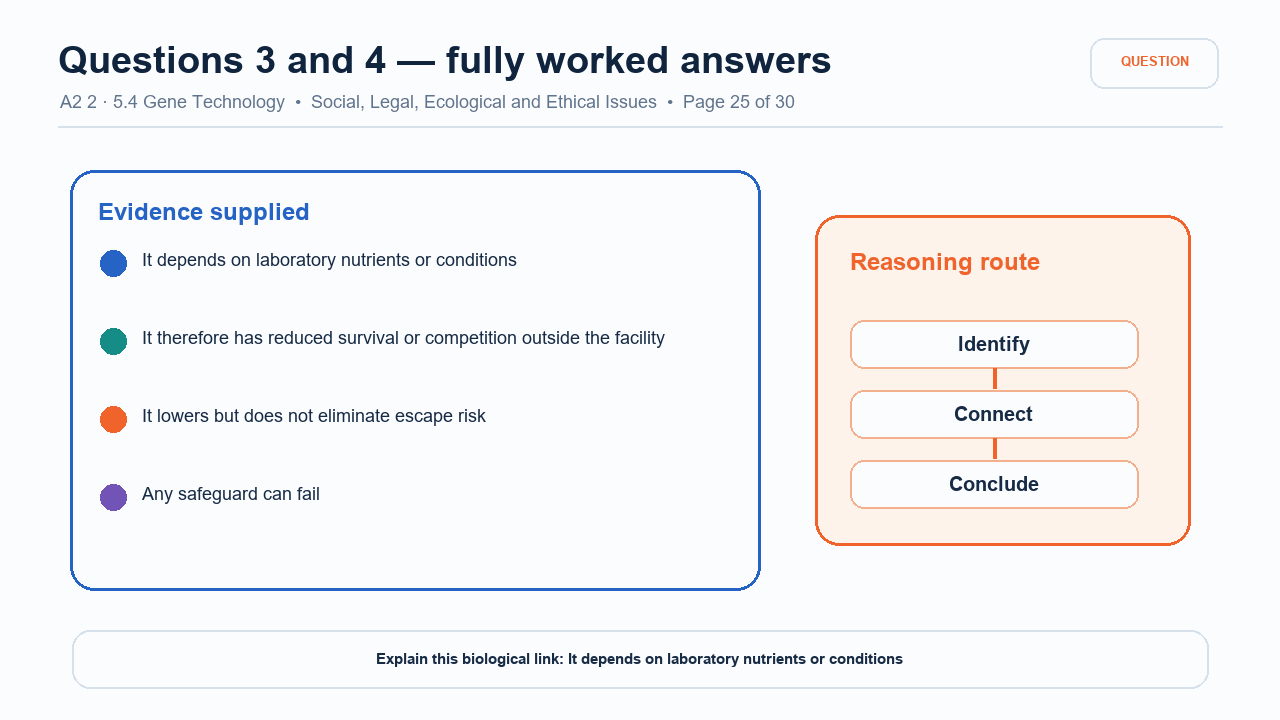 Questions 3 and 4 — fully worked answers
QUESTION
A2 2 · 5.4 Gene Technology • Social, Legal, Ecological and Ethical Issues • Page 25 of 30
Evidence supplied
It depends on laboratory nutrients or conditions
It therefore has reduced survival or competition outside the facility
It lowers but does not eliminate escape risk
Any safeguard can fail
Reasoning route
Identify
Connect
Conclude
Explain this biological link: It depends on laboratory nutrients or conditions